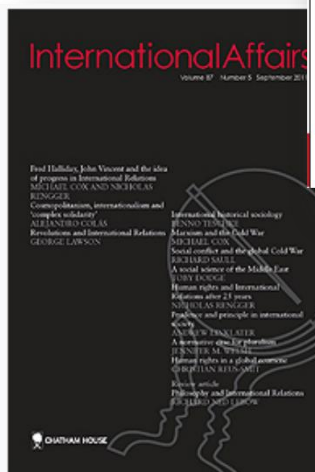 InternationalAffairs
Volume 87 Number 5 September 201
Fred Halliday, John Vincent and the idea
of progress in International Relations
MICHAEL COX AND NICHOLAS
RENGGER
Cosmopolitanism, internationalism and
'complex solidarity'
ALEJANDRO COLÁS
Revolutions and International Relations
GEORGE LAWSON
International historical sociology
BENNO TESCHKE
Marxism and the Cold War
MICHAEL COX
Social conflict and the global Cold War
RICHARD SAULL
A social science of the Middle East
TOBY DODGE
Human rights and International
Relations after 25 years
NICHOLAS RENGGER
Prudence and principle in international
society
ANDREW LINKLATER
A normative case for pluralism
JENNIFER M. WELSH
Human rights in a global ecumene
CHRISTIAN REUS-SMIT
Review article
Philosophy and International Relations
RICHARD NED LEBOW
CHATHAM HOUSE